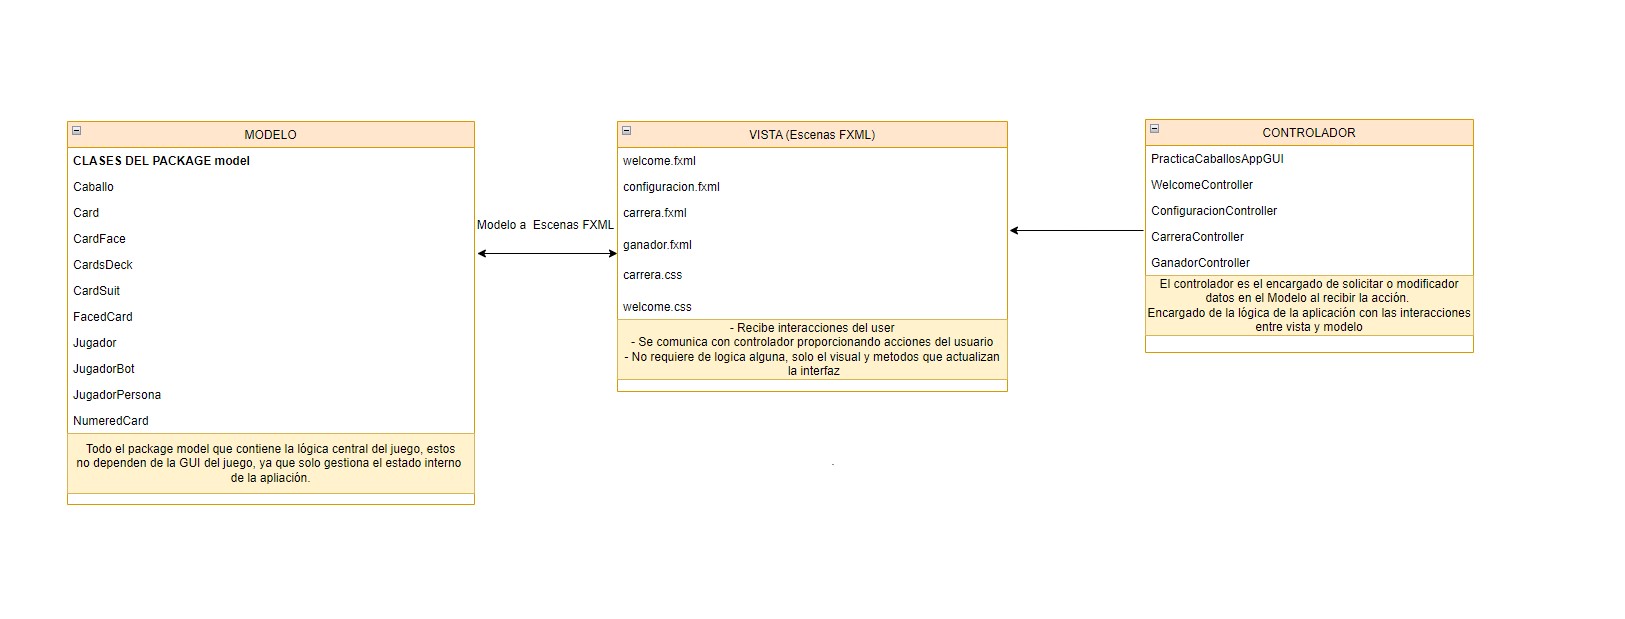 MODELO
CLASES DEL PACKAGE model
Caballo
Card
CardFace
CardsDeck
CardSuit
FacedCard
Jugador
JugadorBot
JugadorPersona
NumeredCard
Todo el package model que contiene la lógica central del juego, estos
no dependen de la GUI del juego, ya que solo gestiona el estado interno
de la apliación.
Modelo a Escenas FXML
VISTA (Escenas FXML)
welcome.fxml
configuracion.fxml
carrera.fxml
ganador.fxml
carrera.css
welcome.css
- Recibe interacciones del user
- Se comunica con controlador proporcionando acciones del usuario
- No requiere de logica alguna, solo el visual y metodos que actualizan
la interfaz
CONTROLADOR
PracticaCaballosAppGUI
WelcomeController
ConfiguracionController
CarreraController
GanadorController
El controlador es el encargado de solicitar o modificador
datos en el Modelo al recibir la acción.
Encargado de la lógica de la aplicación con las interacciones
entre vista y modelo